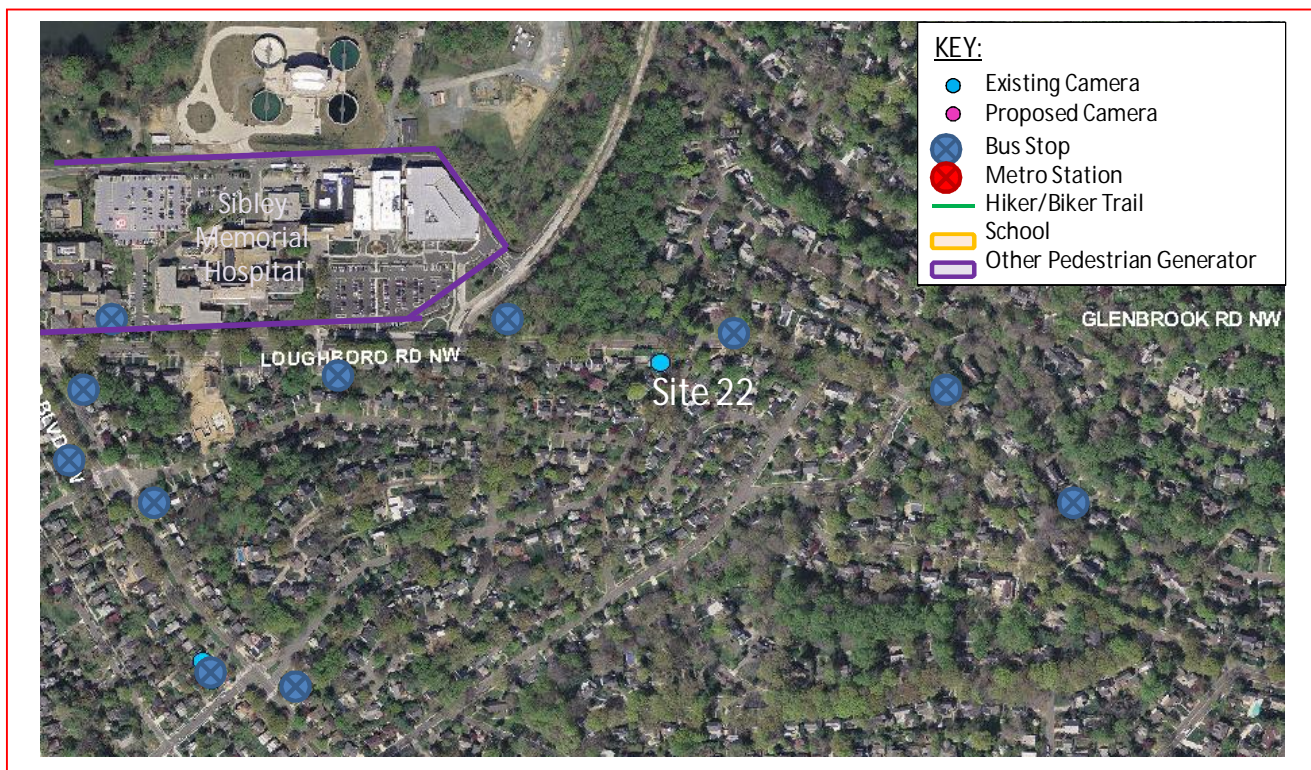 KEY:
Existing Camera
Proposed Camera
Bus Stop
Metro Station
Hiker/Biker Trail
School
Other Pedestrian Generator
Sibley
Memorial
Hospital
GLENBROOK RD NW
LOUGHBORO RD NW
Site 22
BLVD